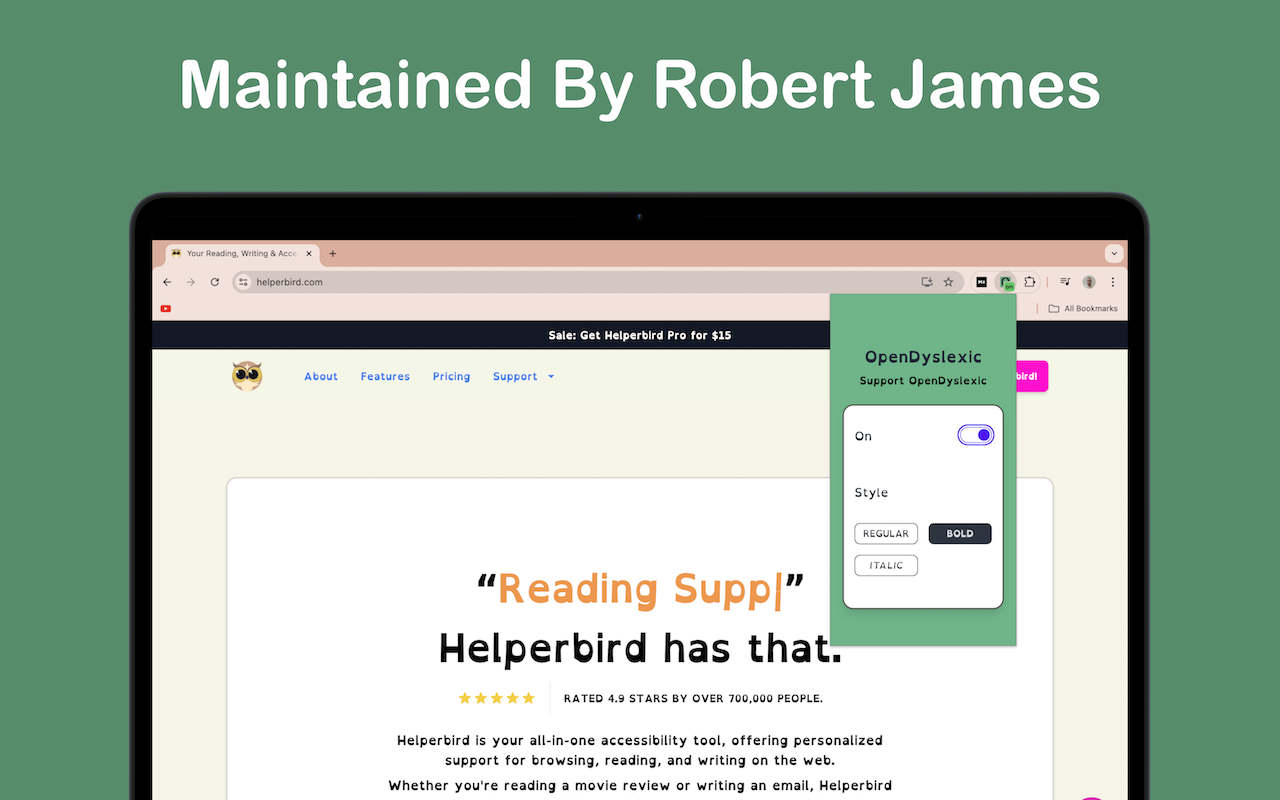 Maintained By Robert James
Your Reading, Writing & Acce
helperbird.com
All Bookmarks
Sale: Get Helperbird Pro for $15
About Features Pricing Support
bird!
OpenDyslexic
Support OpenDyslexic
On
Style
REGULAR BOLD
ITALIC
“Reading Supp|”
Helperbird has that.
RATED 4.9 STARS BY OVER 700,000 PEOPLE.
Helperbird is your all-in-one accessibility tool, offering personalized
support for browsing, reading, and writing on the web.
Whether you're reading a movie review or writing an email, Helperbird